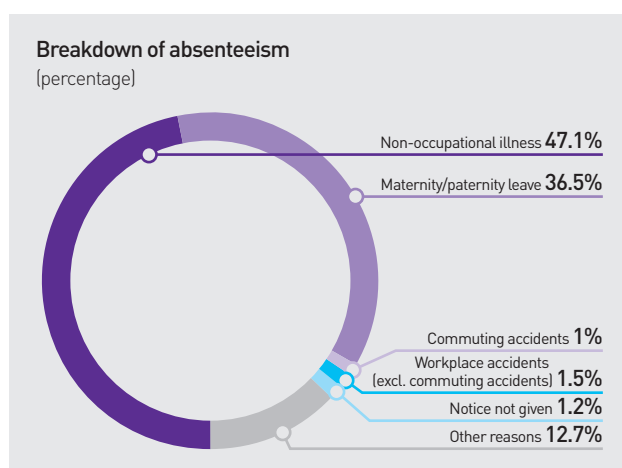 Breakdown of absenteeism
(percentage)
Non-occupational illness 47.1%
Maternity/paternity leave 36.5%
Commuting accidents 1%
Workplace accidents
(excl. commuting accidents) 1.5%
Notice not given 1.2%
Other reasons 12.7%